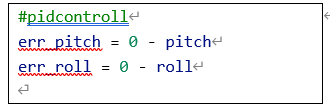 #pidcontroll
err_pitch = 0 - pitch
err_roll = 0 - roll